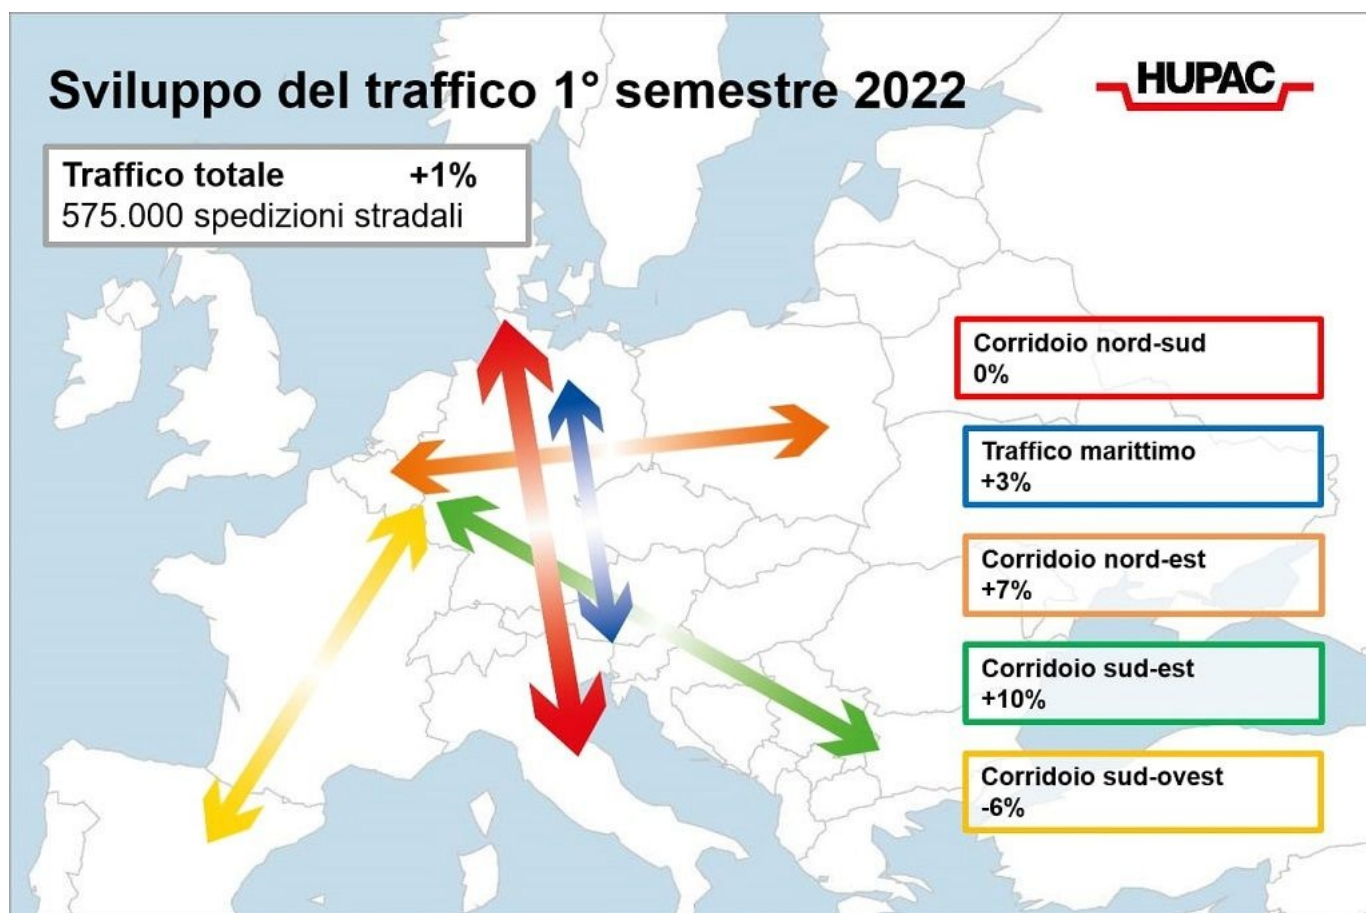 Sviluppo del traffico 1° semestre 2022
HUPAC
Traffico totale +1%
575.000 spedizioni stradali
Corridoio nord-sud
0%
Traffico marittimo
+3%
Corridoio nord-est
+7%
Corridoio sud-est
+10%
Corridoio sud-ovest
-6%